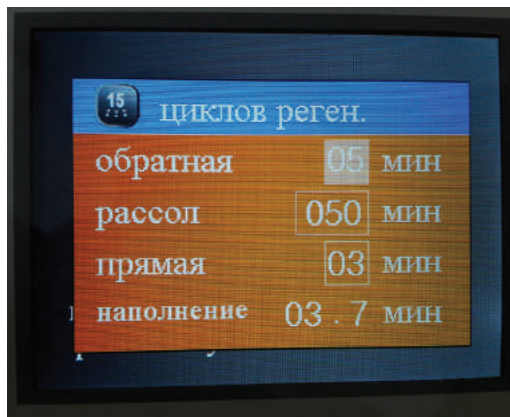 15
циклов реген.
обратная 05 мин
рассол 050 мин
прямая 03 мин
наполнение 03.7 мин